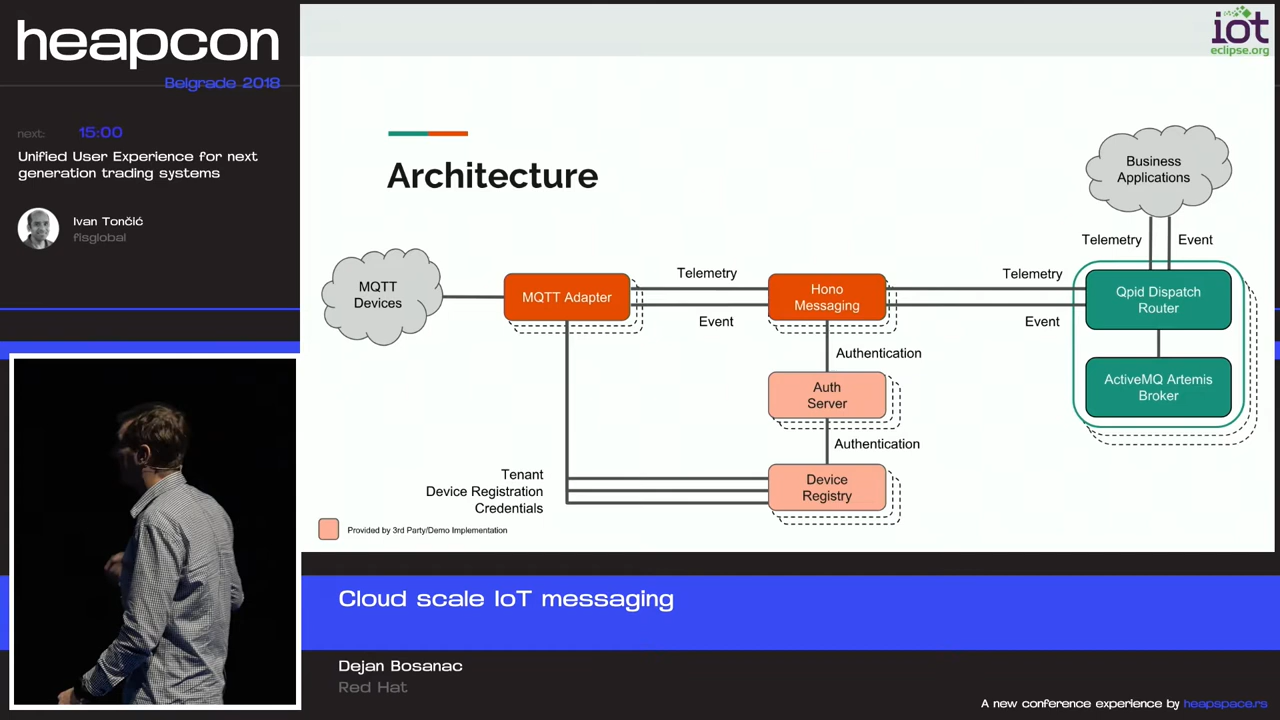 heapcon
Belgrade 2018
next: 15:00
Unified User Experience for next
generation trading systems
Ivan Tončić
fisglobal
iot
eclipse.org
Architecture
Business
Applications
Telemetry
Event
MQTT
Devices
MQTT Adapter
Telemetry
Event
Hono
Messaging
Telemetry
Event
Qpid Dispatch
Router
ActiveMQ Artemis
Broker
Authentication
Auth
Server
Authentication
Device
Registry
Tenant
Device Registration
Credentials
Provided by 3rd Party/Demo Implementation
Cloud scale IoT messaging
Dejan Bosanac
Red Hat
A new conference experience by heapspace.rs